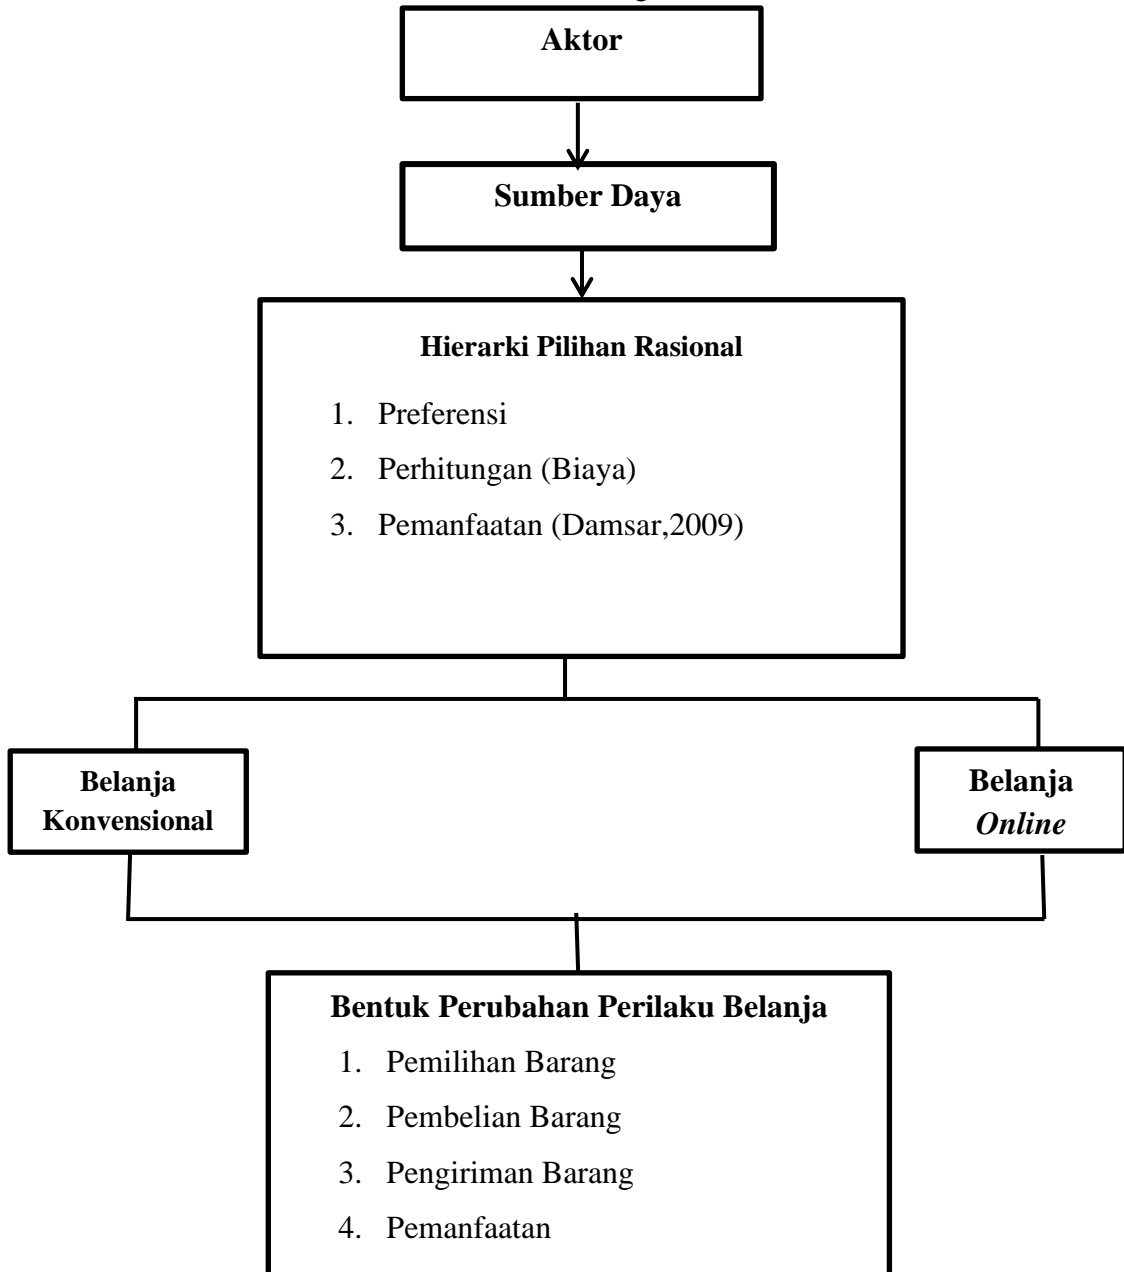 Aktor
Sumber Daya
Hierarki Pilihan Rasional
1. Preferensi
2. Perhitungan (Biaya)
3. Pemanfaatan (Damsar,2009)
Belanja
Konvensional
Belanja
Online
Bentuk Perubahan Perilaku Belanja
1. Pemilihan Barang
2. Pembelian Barang
3. Pengiriman Barang
4. Pemanfaatan